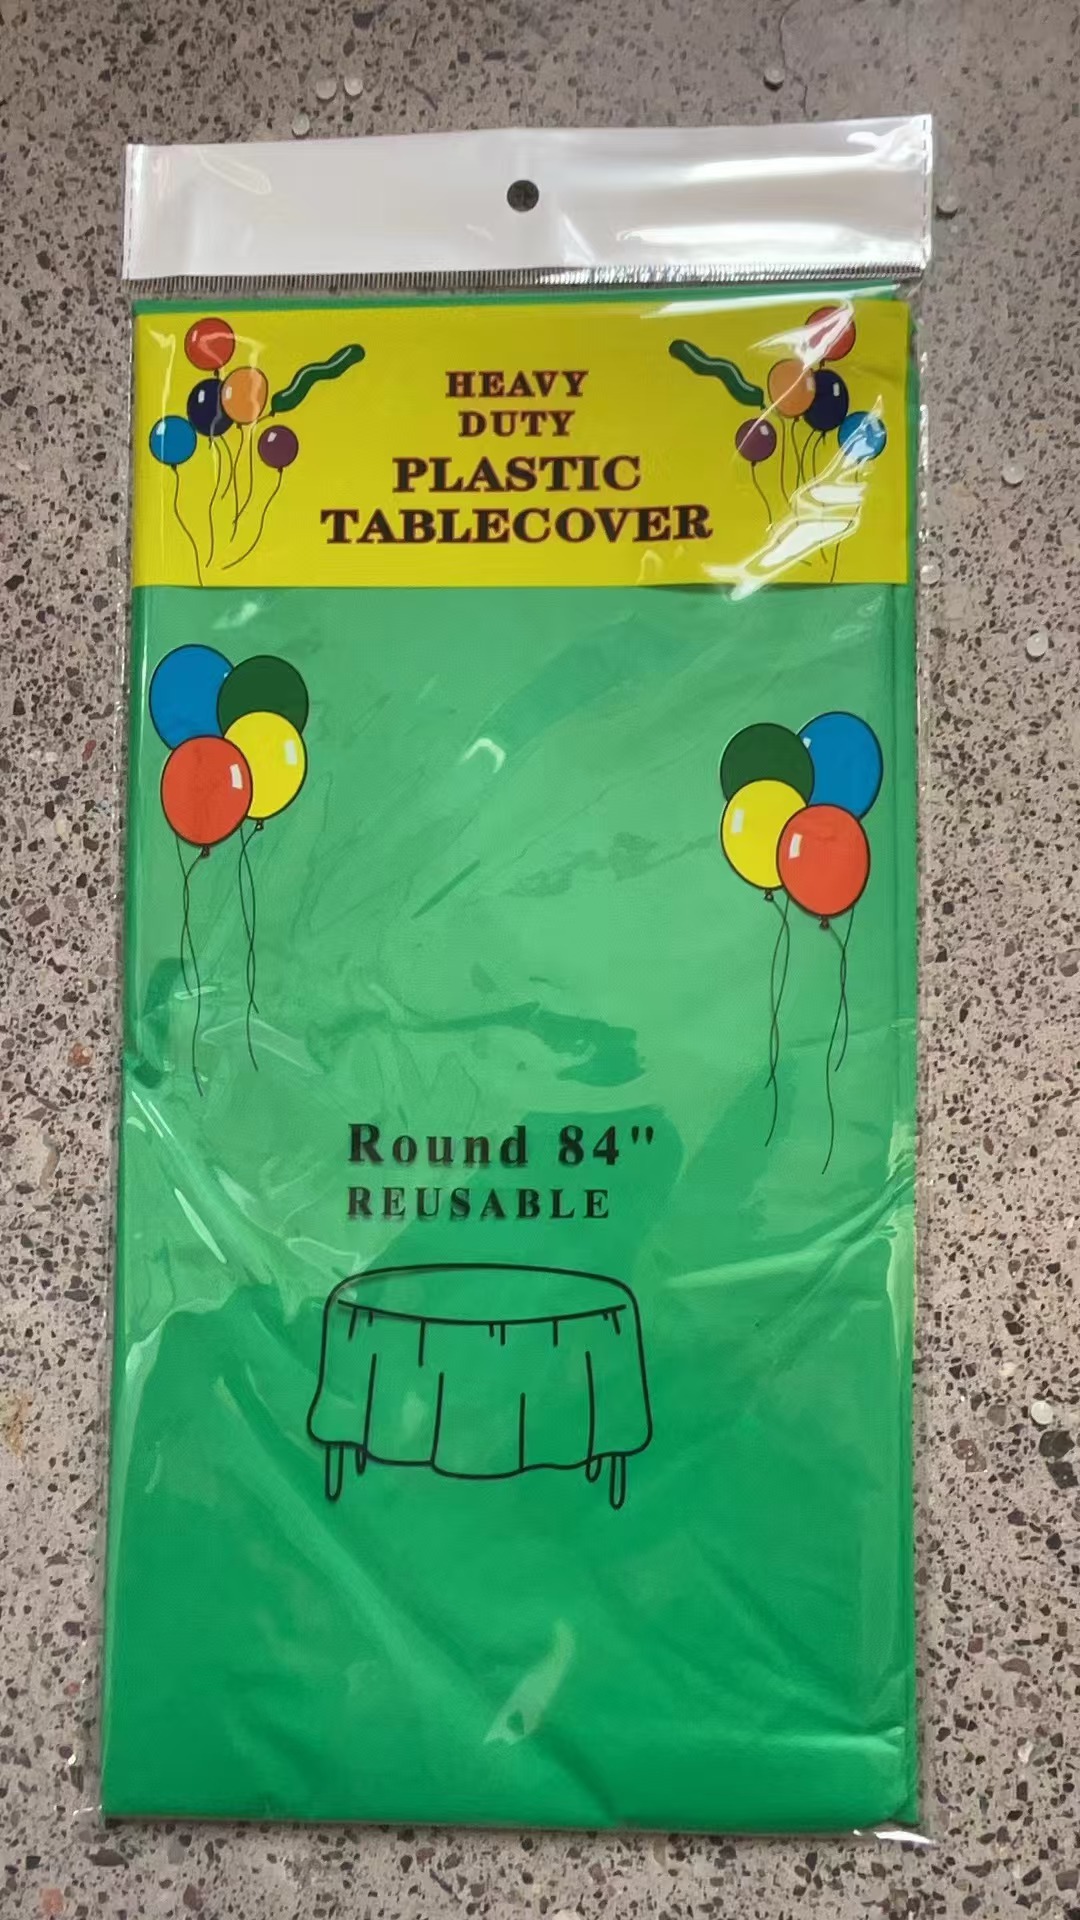 HEAVY
DUTY
PLASTIC
TABLECOVER
Round 84"
REUSABLE